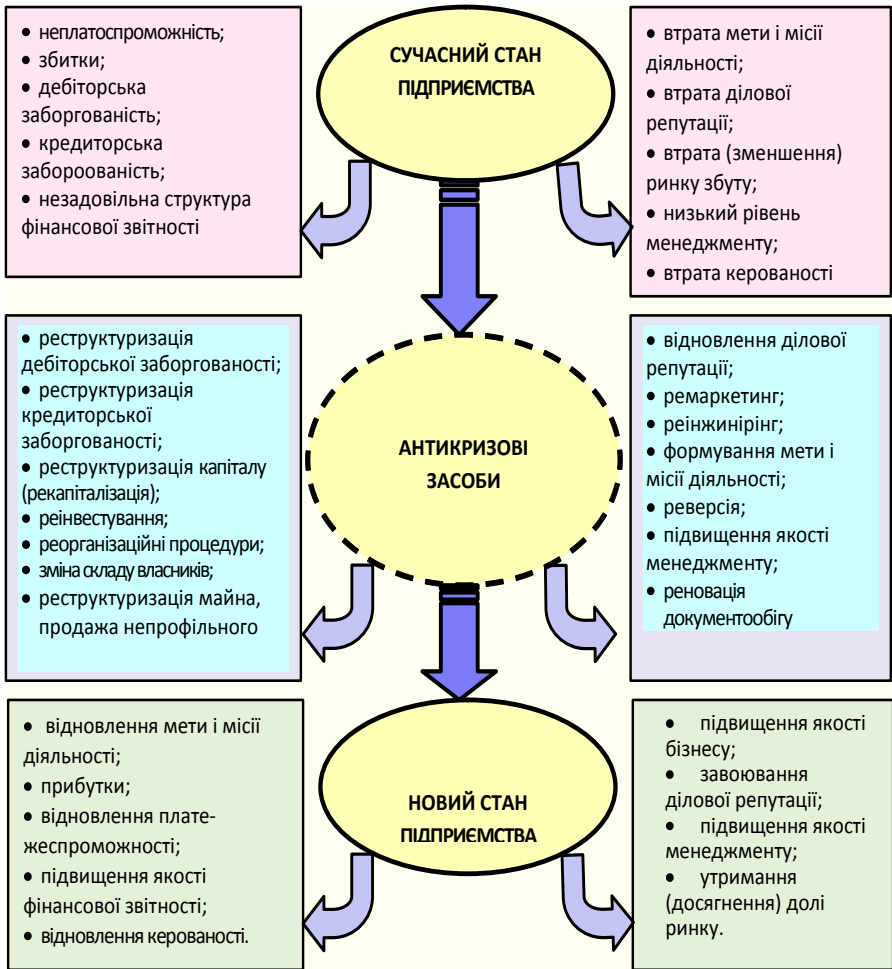 • неплатоспроможність;
• збитки;
• дебіторська
заборгованість;
• кредиторська
забороованість;
• незадовільна структура
фінансової звітності
СУЧАСНИЙ СТАН
ПІДПРИЄМСТВА
• втрата мети і місії
діяльності;
• втрата ділової
репутації;
• втрата (зменшення)
ринку збуту;
• низький рівень
менеджменту;
• втрата керованості
• реструктуризація
дебіторської заборгованості;
• реструктуризація
кредиторської
заборгованості;
• реструктуризація капіталу
(рекапіталізація);
• реінвестування;
• реорганізаційні процедури;
• зміна складу власників;
• реструктуризація майна,
продажа непрофільного
АНТИКРИЗОВІ
ЗАСОБИ
• відновлення ділової
репутації;
• ремаркетинг;
• реінжинірінг;
• формування мети і
місії діяльності;
• реверсія;
• підвищення якості
менеджменту;
• реновація
документообігу
• відновлення мети і місії
діяльності;
• прибутки;
• відновлення плате-
жеспроможності;
• підвищення якості
фінансової звітності;
• відновлення керованості.
НОВИЙ СТАН
ПІДПРИЄМСТВА
• підвищення якості
бізнесу;
• завоювання
ділової репутації;
• підвищення якості
менеджменту;
• утримання
(досягнення) долі
ринку.